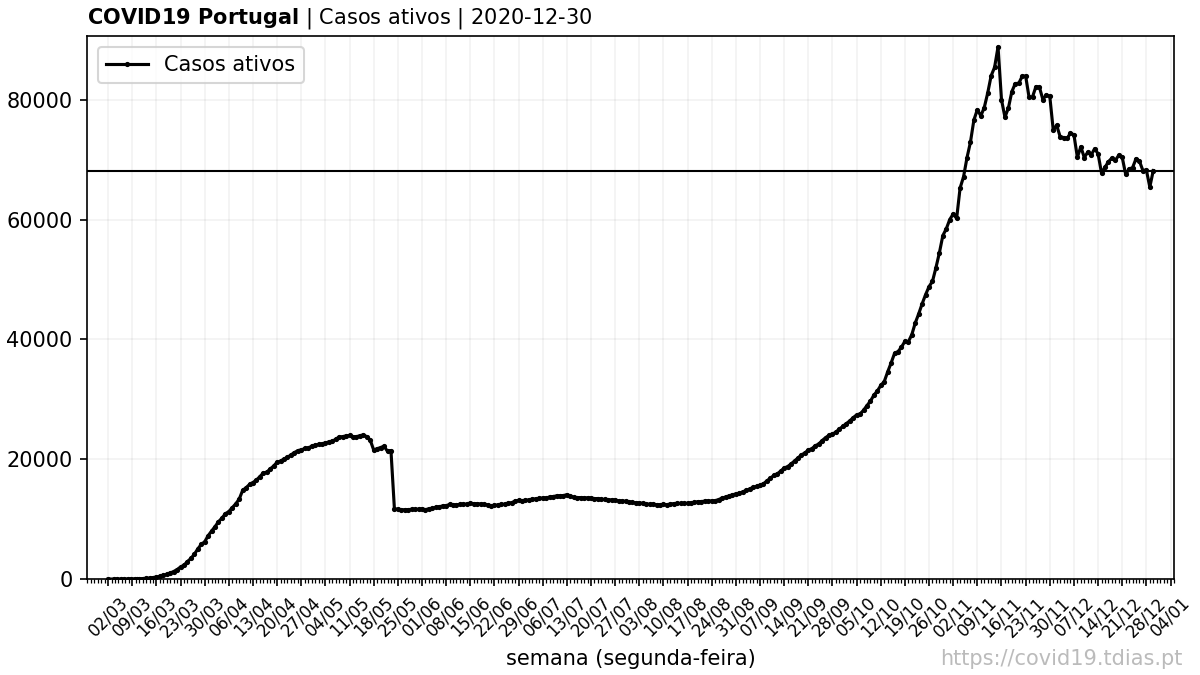 COVID19 Portugal | Casos ativos | 2020-12-30
Casos ativos
80000
60000
40000
20000
0
02/03 09/03 16/03 23/03 30/03 06/04 13/04 20/04 27/04 04/05 11/05 18/05 25/05 01/06 08/06 15/06 22/06 29/06 06/07 13/07 20/07 27/07 03/08 10/08 17/08 24/08 31/08 07/09 14/09 21/09 28/09 05/10 12/10 19/10 26/10 02/11 09/11 16/11 23/11 30/11 07/12 14/12 21/12 28/12 04/01
semana (segunda-feira)
https://covid19.tdias.pt